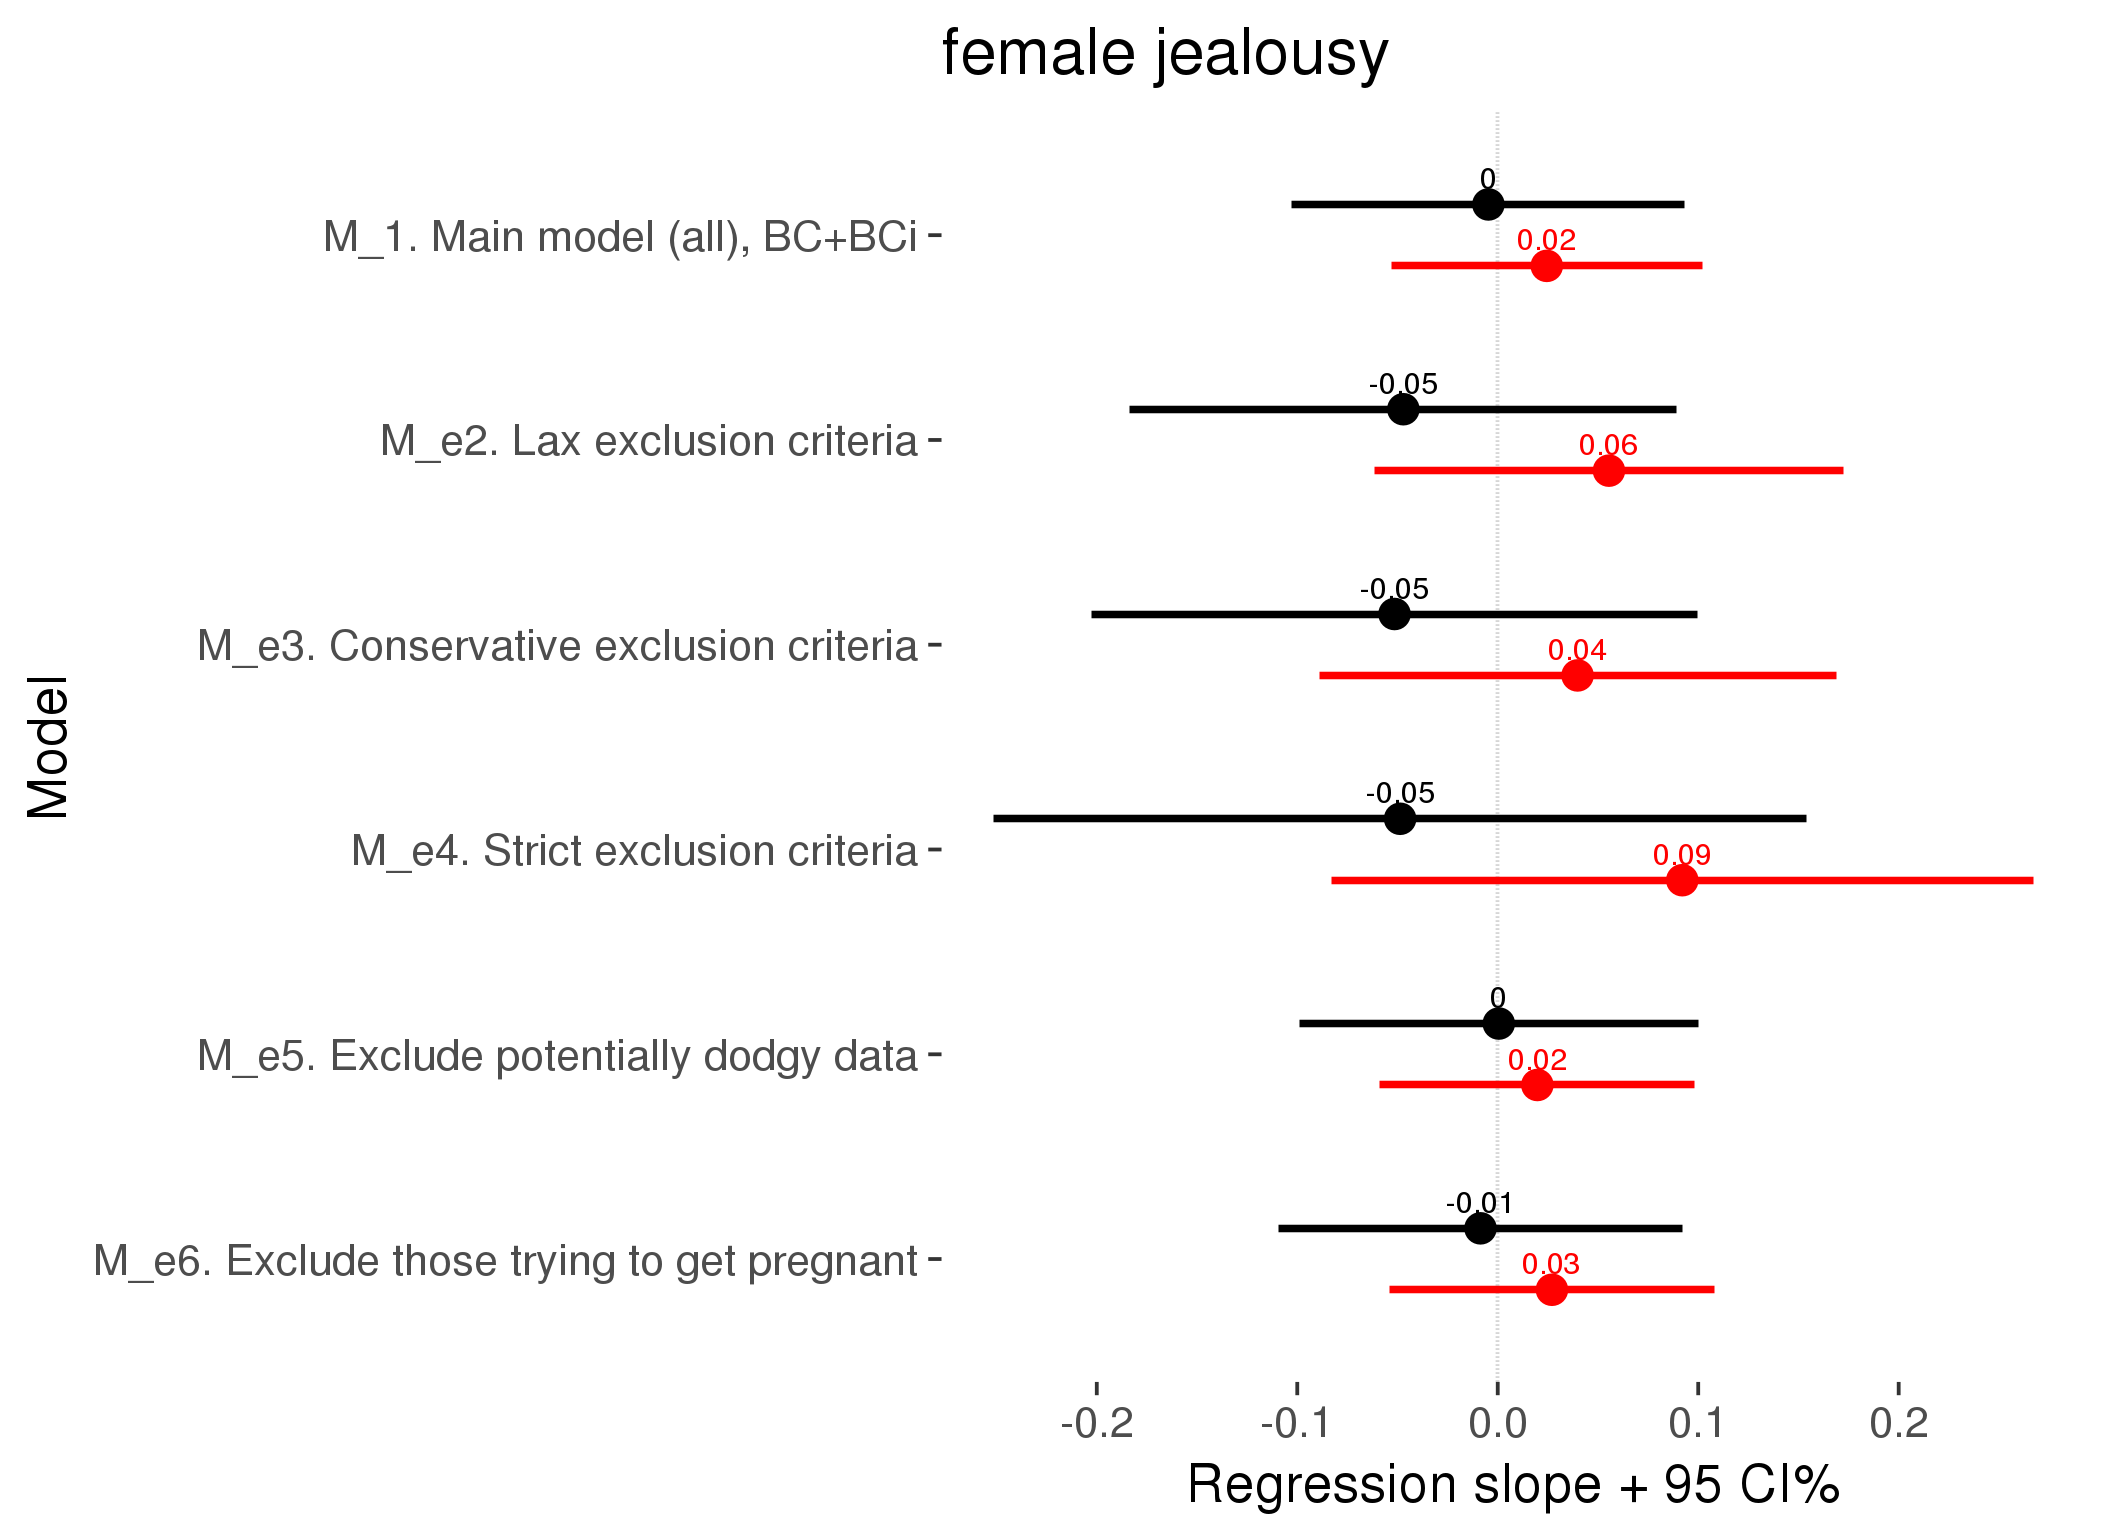 female jealousy
0
M_1. Main model (all), BC+BCi
0.02
-0.05
M_e2. Lax exclusion criteria
0.06
-0.05
M_e3. Conservative exclusion criteria
0.04
Model
-0.05
M_e4. Strict exclusion criteria
0.09
0
M_e5. Exclude potentially dodgy data
0.02
-0.01
M_e6. Exclude those trying to get pregnant
0.03
-0.2 -0.1 0.0 0.1 0.2
Regression slope + 95 CI%